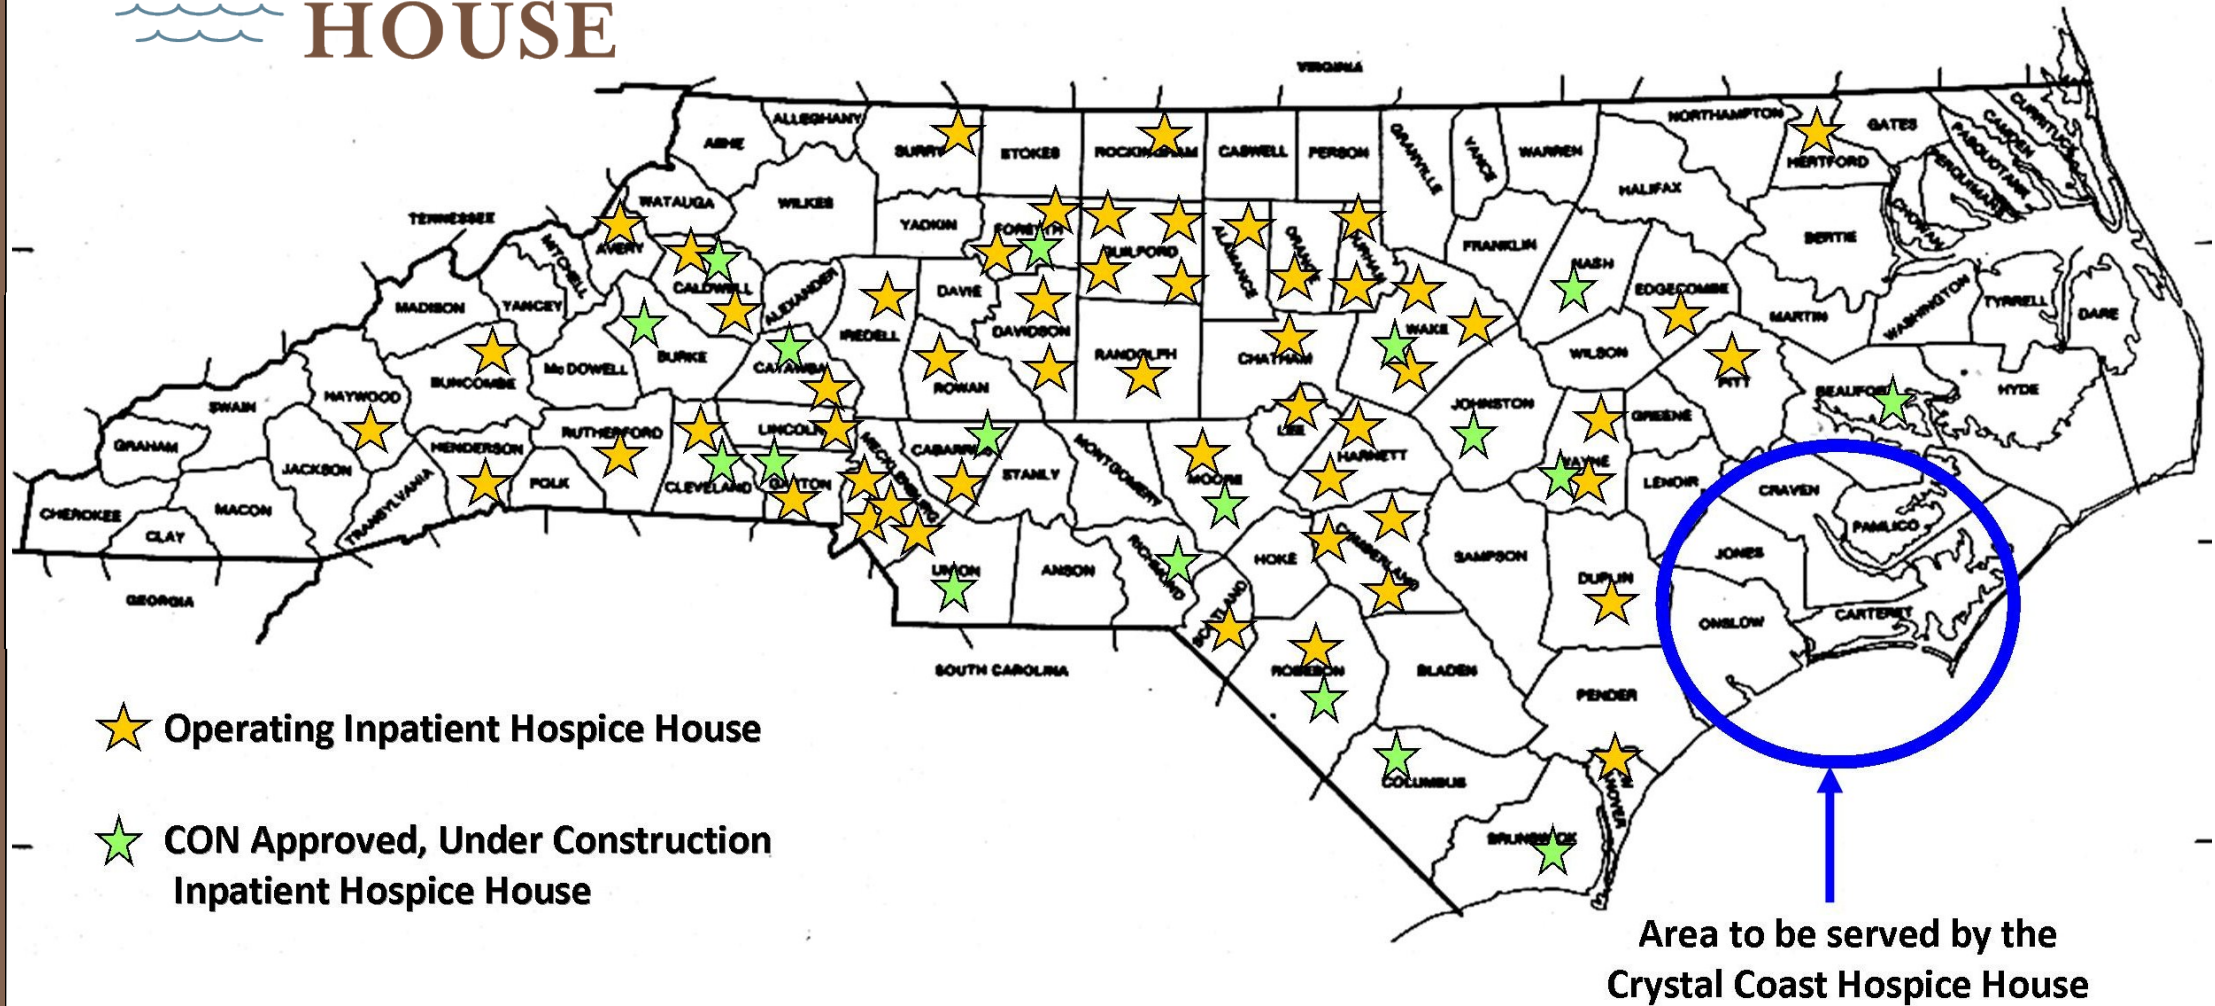 HOUSE
VIRGINIA
ALLEGHANY
ASHE
SURRY
STOKES
ROCKINGHAM
CASWELL
PERSON
GRANVILLE
VANCE
WARREN
NORTHAMPTON
GATES
HERTFORD
CURRITUCK
CAMDEN
PASQUOTANK
PERQUIMANS
CHOWAN
HALIFAX
WATAUGA
WILKES
YADKIN
FORSYTH
GUILFORD
ALAMANCE
ORANGE
DURHAM
FRANKLIN
NASH
EDGECOMBE
BERTIE
TENNESSEE
MITCHELL
AVERY
CALDWELL
ALEXANDER
DAVIE
MADISON
YANCEY
IREDELL
DAVIDSON
WAKE
MARTIN
WASHINGTON
TYRRELL
DARE
BUNCOMBE
McDOWELL
BURKE
CATAWBA
ROWAN
RANDOLPH
CHATHAM
WILSON
PITT
BEAUFORT
HYDE
SWAIN
HAYWOOD
JOHNSTON
GREENE
GRAHAM
JACKSON
HENDERSON
RUTHERFORD
LINCOLN
MECKLENBURG
CABARRUS
STANLY
MONTGOMERY
MOORE
LEE
HARNETT
WAYNE
LENOIR
CRAVEN
CHEROKEE
MACON
CLAY
TRANSYLVANIA
POLK
CLEVELAND
GASTON
PAMLICO
JONES
GEORGIA
UNION
ANSON
RICHMOND
HOKE
CUMBERLAND
SAMPSON
DUPLIN
SCOTLAND
ONSLOW
CARTERET
SOUTH CAROLINA
ROBESON
BLADEN
PENDER
COLUMBUS
HANOVER
BRUNSWICK
Operating Inpatient Hospice House
CON Approved, Under Construction
Inpatient Hospice House
Area to be served by the
Crystal Coast Hospice House